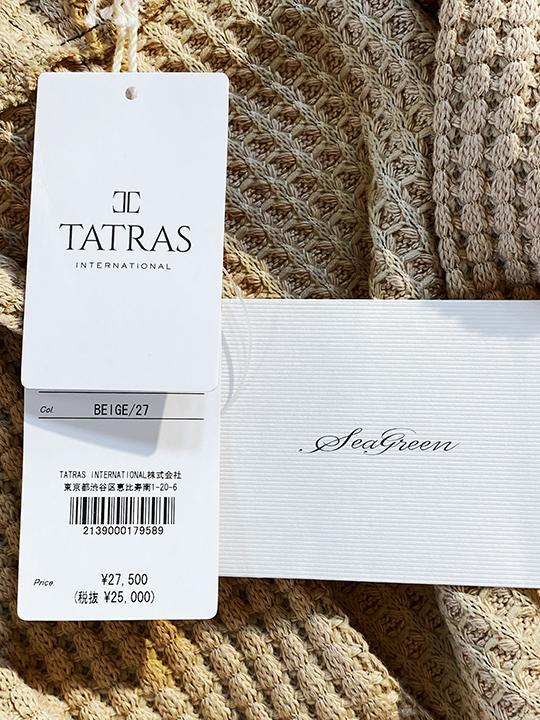 TATRAS
INTERNATIONAL
Col. BEIGE/27
TATRAS INTERNATIONAL株式会社
東京都渋谷区恵比寿南1-20-6
2139000179589
Price. ¥27,500
(税抜 ¥25,000)
SeaGreen